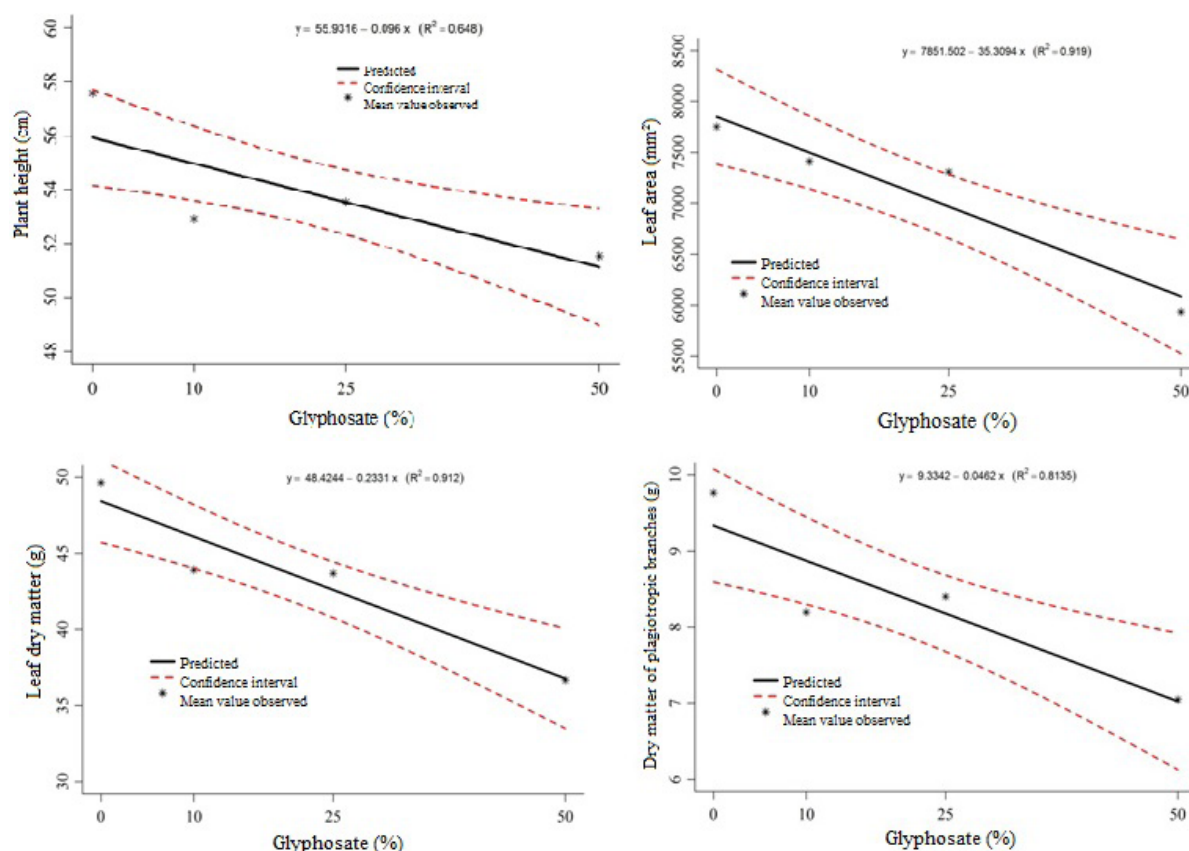 y = 55.9316 − 0.096 x (R² = 0.648)
Predicted
Confidence interval
Mean value observed
Plant height (cm)
60
58
56
54
52
50
48
0
10
25
50
Glyphosate (%)
y = 7851.502 − 35.3094 x (R² = 0.919)
Predicted
Confidence interval
Mean value observed
Leaf area (mm²)
8500
8000
7500
7000
6500
6000
5500
0
10
25
50
Glyphosate (%)
y = 48.4244 − 0.2331 x (R² = 0.912)
Predicted
Confidence interval
Mean value observed
Leaf dry matter (g)
50
45
40
35
30
0
10
25
50
Glyphosate (%)
y = 9.3342 − 0.0462 x (R² = 0.8135)
Predicted
Confidence interval
Mean value observed
Dry matter of plagiotropic branches (g)
10
9
8
7
6
0
10
25
50
Glyphosate (%)